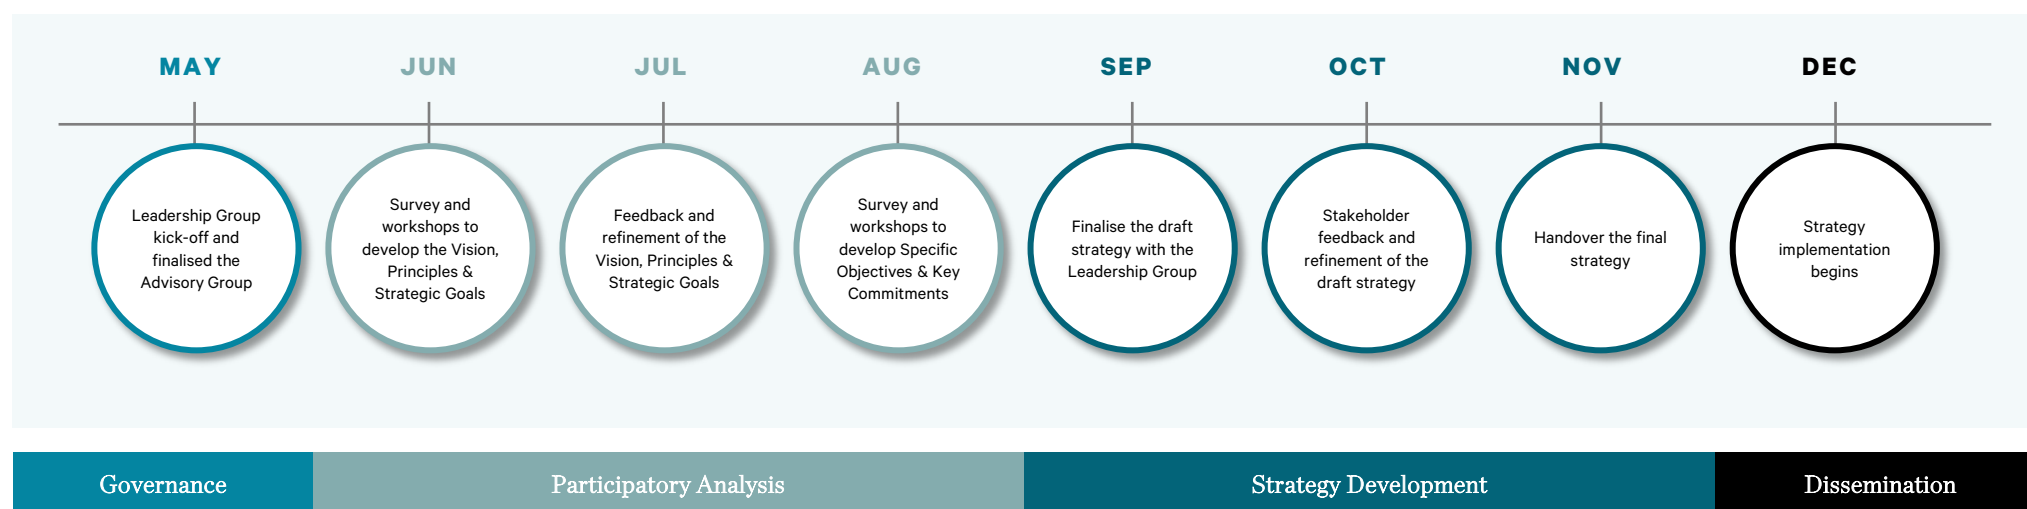 MAY
JUN
JUL
AUG
SEP
OCT
NOV
DEC
Leadership Group
kick-off and
finalised the
Advisory Group
Survey and
workshops to
develop the Vision,
Principles &
Strategic Goals
Feedback and
refinement of the
Vision, Principles &
Strategic Goals
Survey and
workshops to
develop Specific
Objectives & Key
Commitments
Finalise the draft
strategy with the
Leadership Group
Stakeholder
feedback and
refinement of the
draft strategy
Handover the final
strategy
Strategy
implementation
begins
Governance
Participatory Analysis
Strategy Development
Dissemination